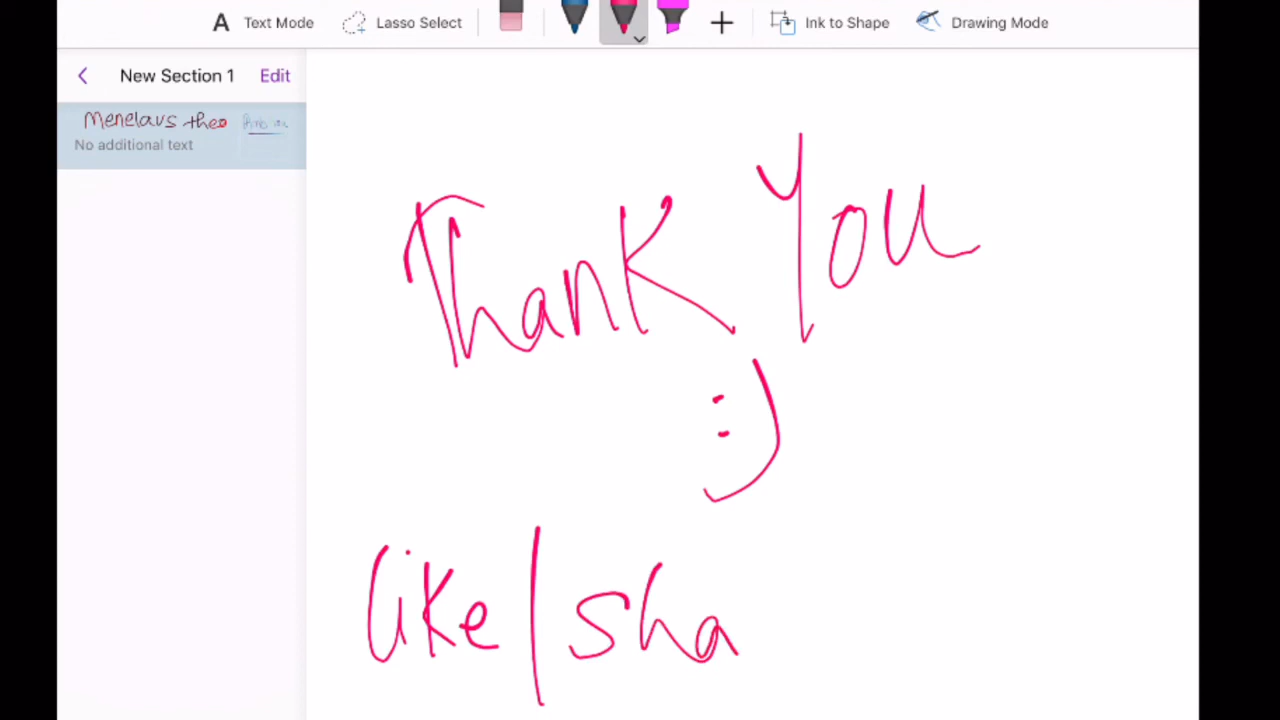 Text Mode Lasso Select Ink to Shape Drawing Mode
New Section 1 Edit
Menelaus theo
No additional text
Thank You
:)
like/sha